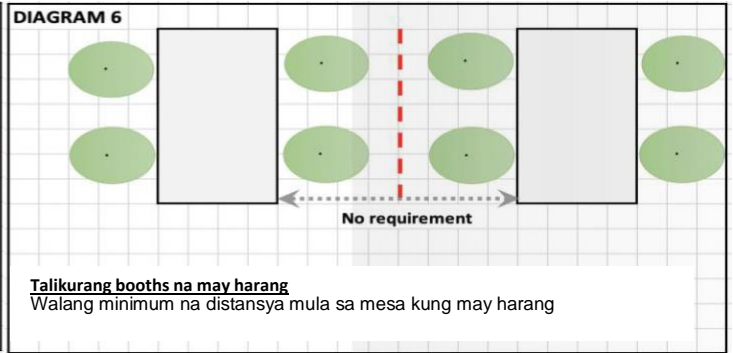 DIAGRAM 6
No requirement
Talikurang booths na may harang
Walang minimum na distansya mula sa mesa kung may harang